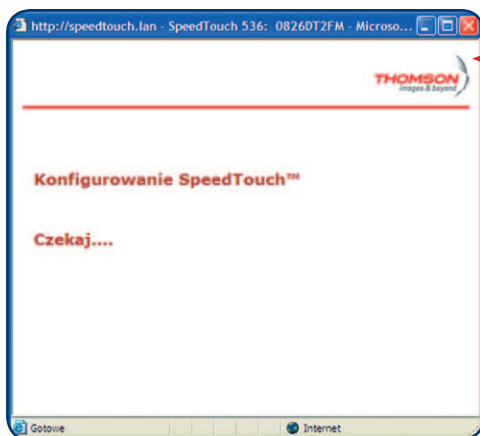 http://speedtouch.lan - SpeedTouch 536: 0826DT2FM - Microso...
THOMSON
images & beyond
Konfigurowanie SpeedTouch™
Czekaj....
Gotowe
Internet